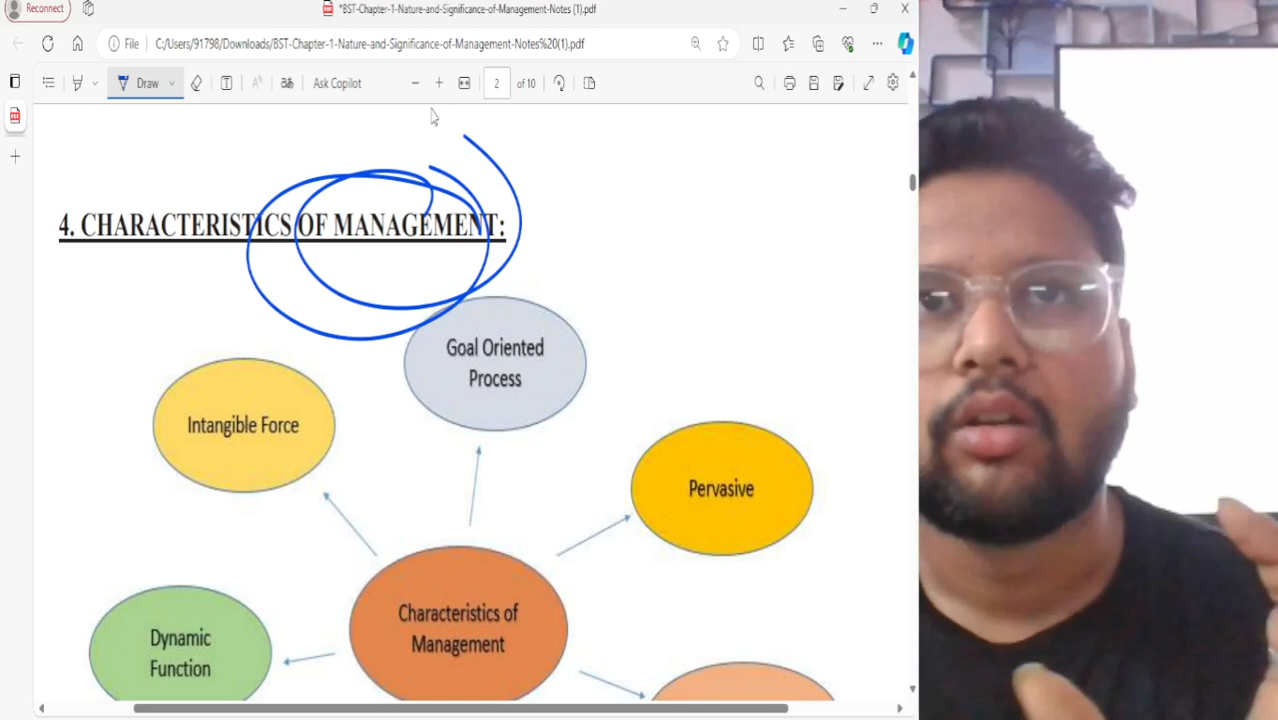 Reconnect
*BST-Chapter-1-Nature-and-Significance-of-Management-Notes (1).pdf
File
C:/Users/91798/Downloads/BST-Chapter-1-Nature-and-Significance-of-Management-Notes%20(1).pdf
Draw
Ask Copilot
2
of 10
4. CHARACTERISTICS OF MANAGEMENT:
Goal Oriented
Process
Intangible Force
Pervasive
Characteristics of
Management
Dynamic
Function